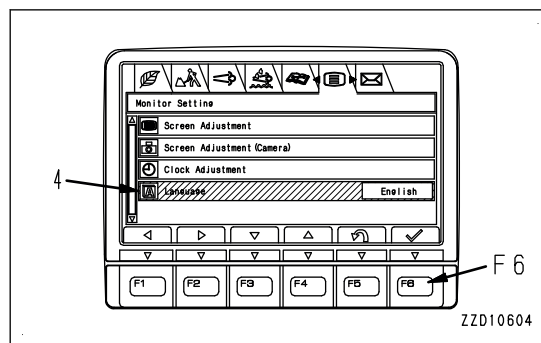 Monitor Setting
Screen Adjustment
Screen Adjustment (Camera)
Clock Adjustment
4
A Language English
F1 F2 F3 F4 F5 F6
F6
ZZD10604